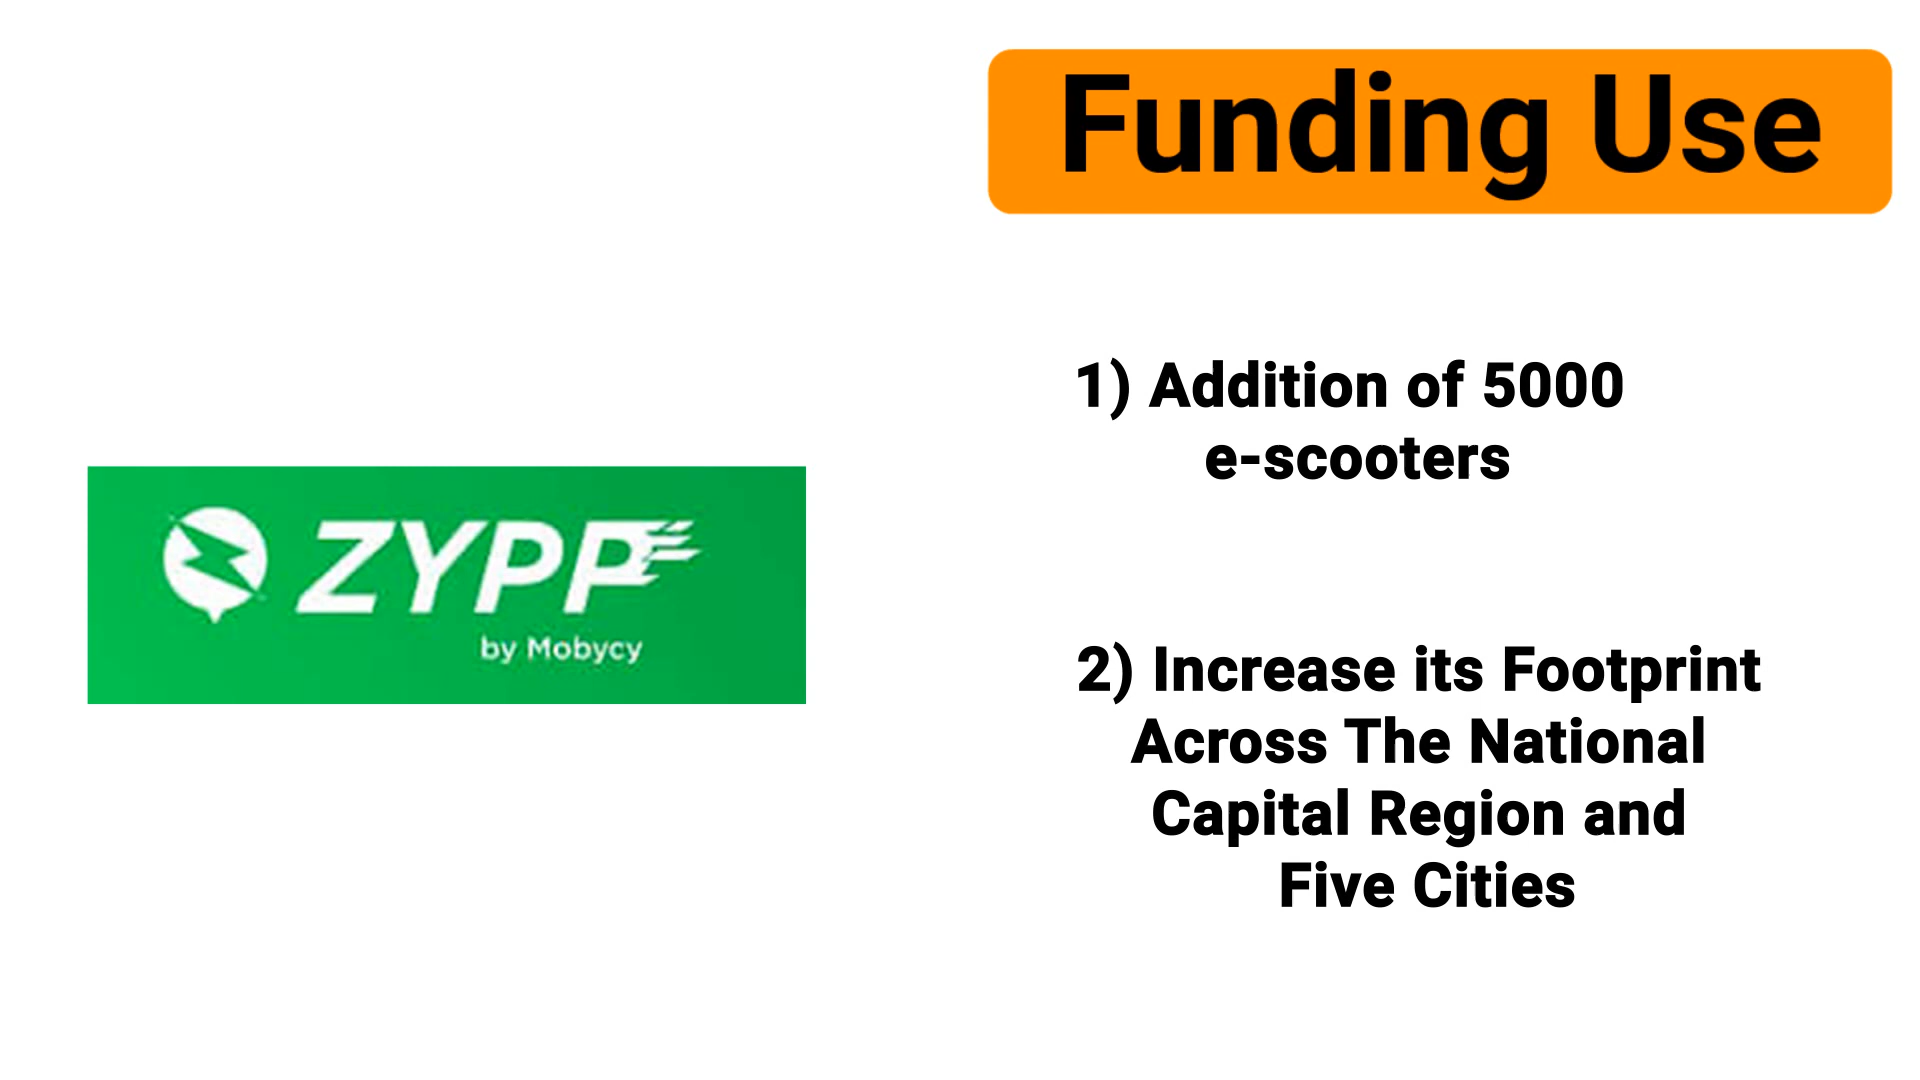 Funding Use
1) Addition of 5000
e-scooters
ZYPP
by Mobycy
2) Increase its Footprint
Across The National
Capital Region and
Five Cities